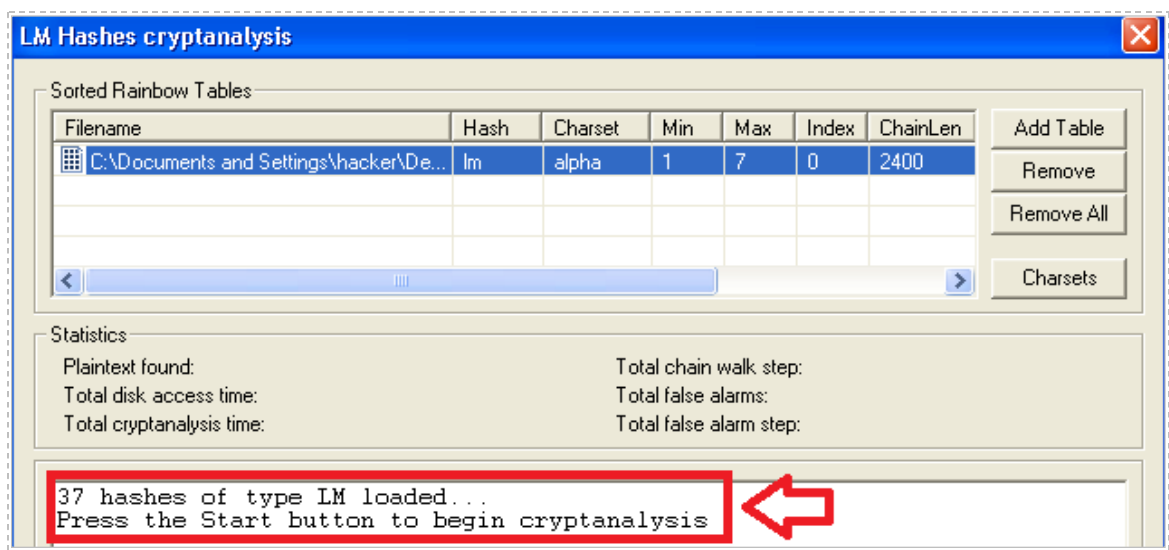 LM Hashes cryptanalysis
Sorted Rainbow Tables
Filename Hash Charset Min Max Index ChainLen
C:\Documents and Settings\hacker\De... lm alpha 1 7 0 2400
Add Table
Remove
Remove All
Charsets
Statistics
Plaintext found: Total chain walk step:
Total disk access time: Total false alarms:
Total cryptanalysis time: Total false alarm step:
37 hashes of type LM loaded...
Press the Start button to begin cryptanalysis